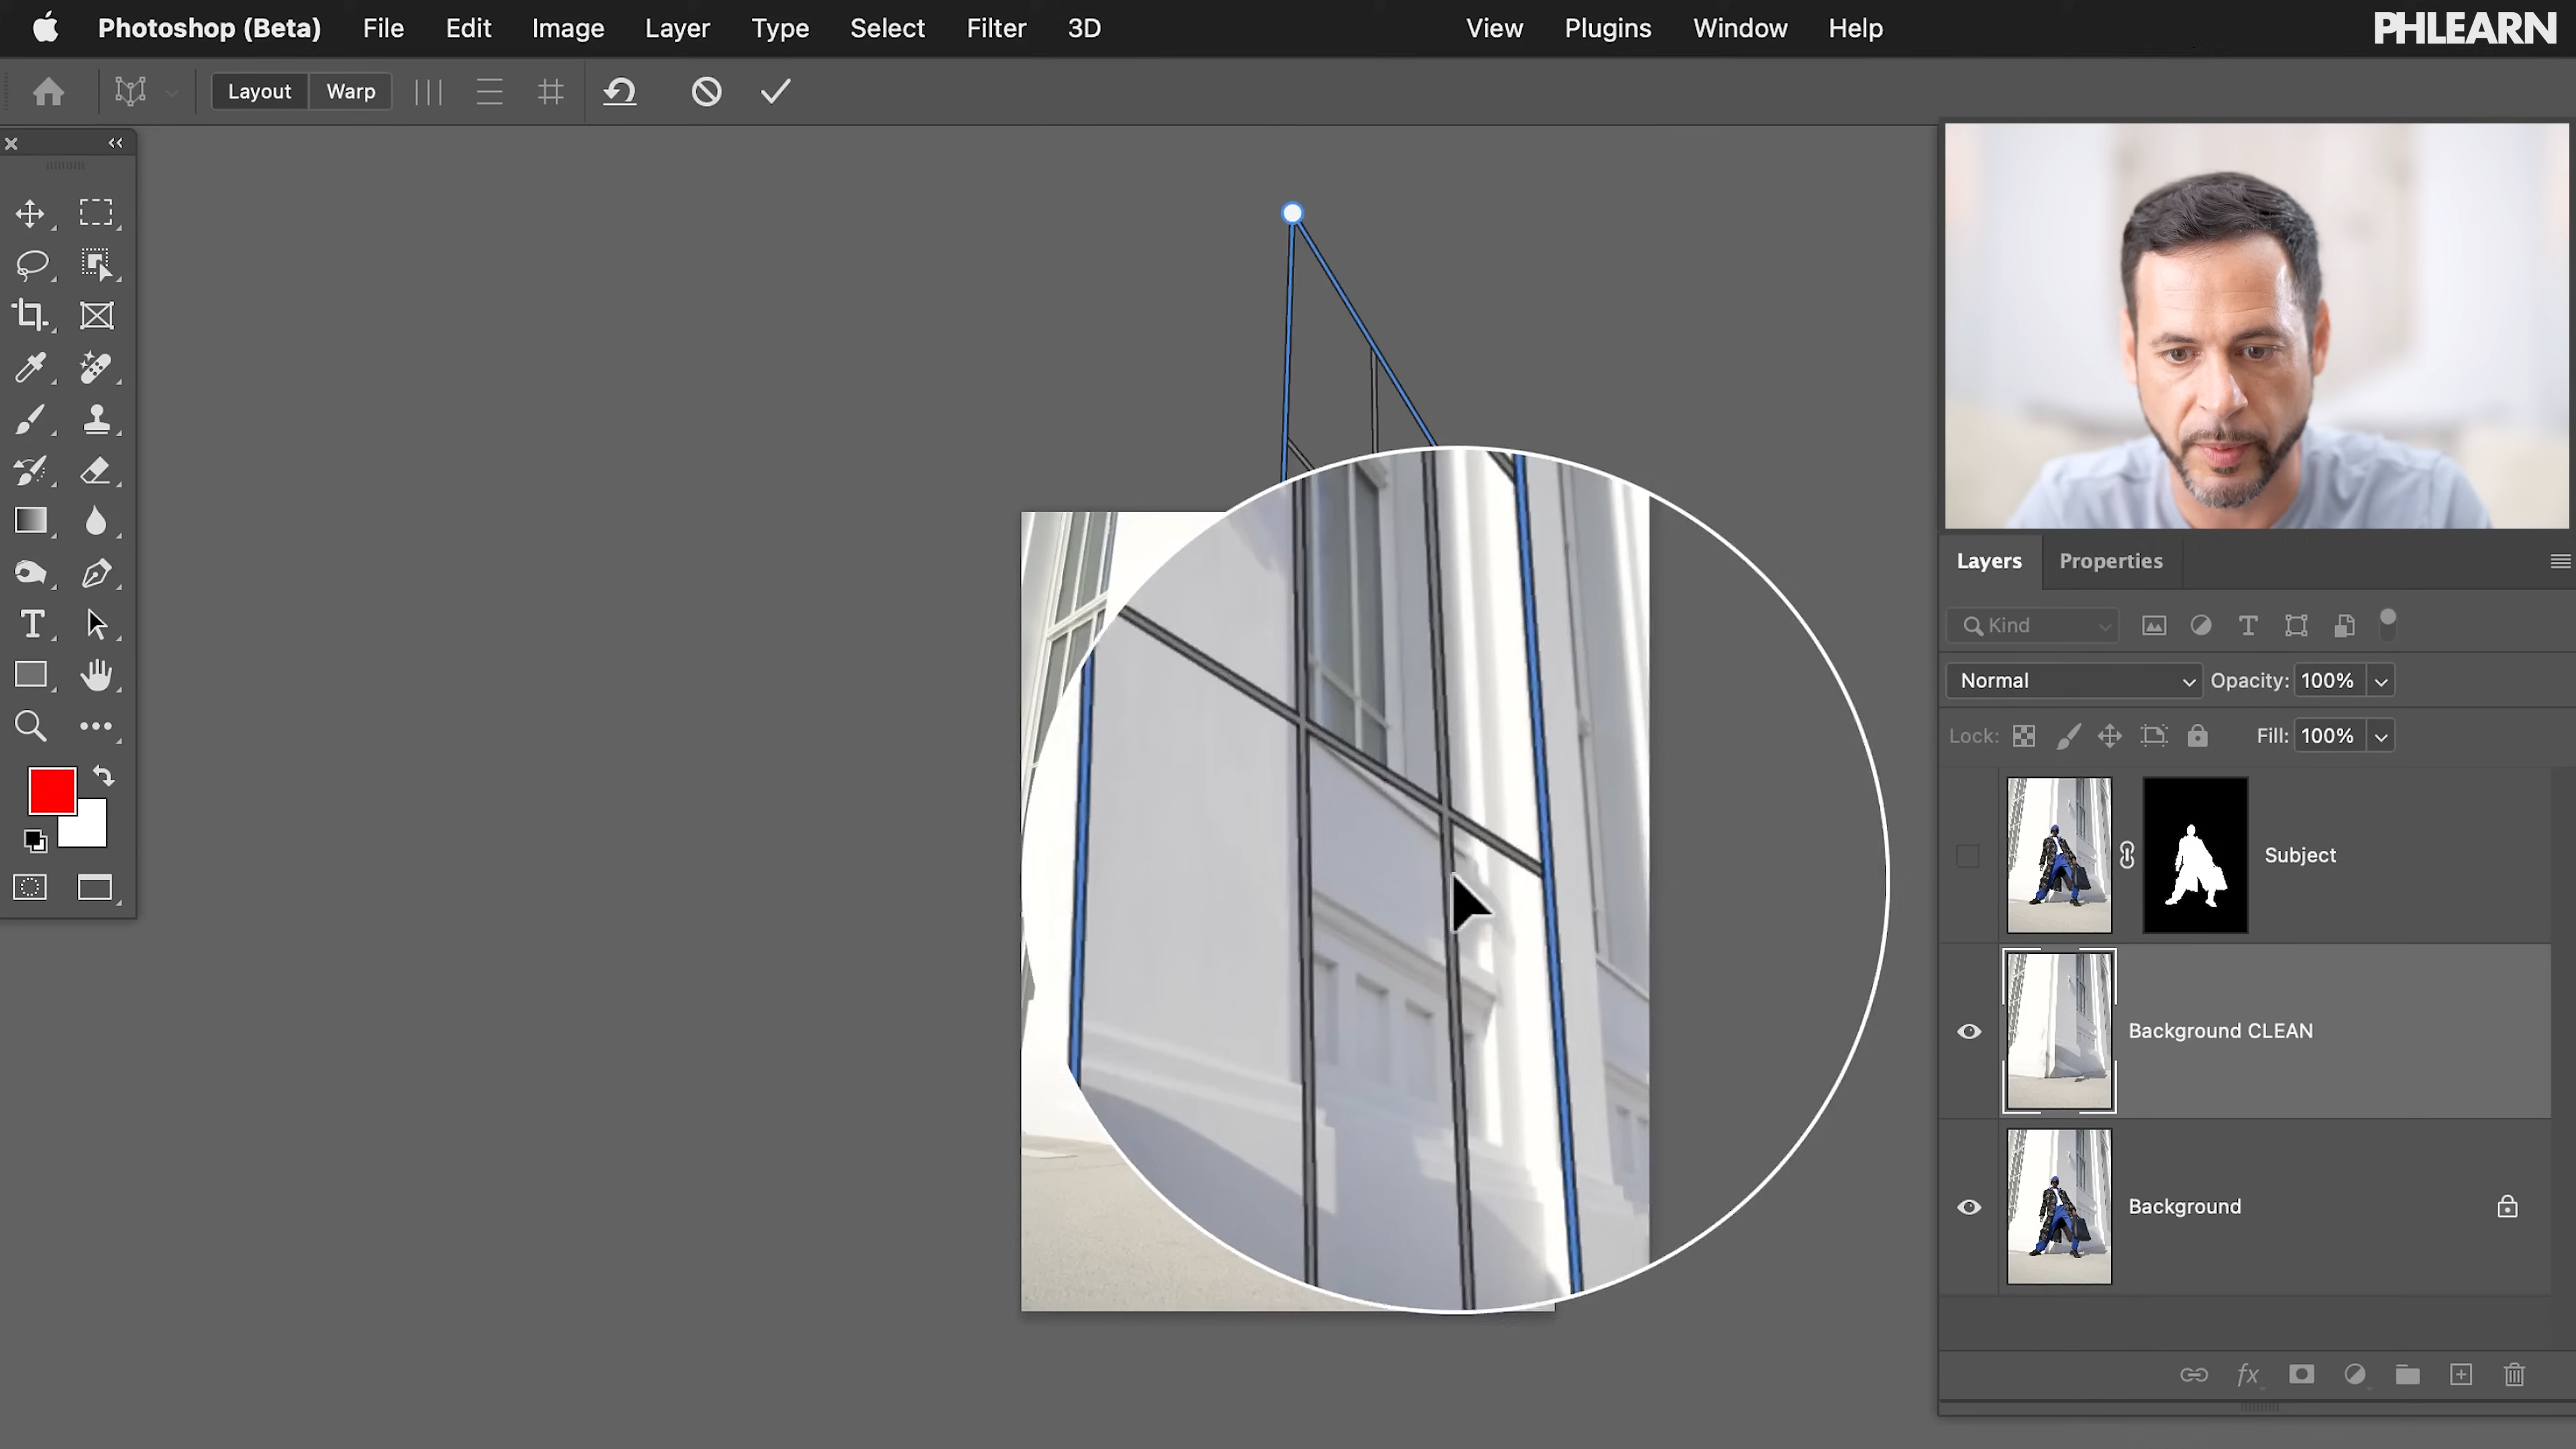 Photoshop (Beta) File Edit Image Layer Type Select Filter 3D View Plugins Window Help
PHLEARN
Layout Warp
Layers Properties
Kind
Normal Opacity: 100%
Lock: Fill: 100%
Subject
Background CLEAN
Background
fx